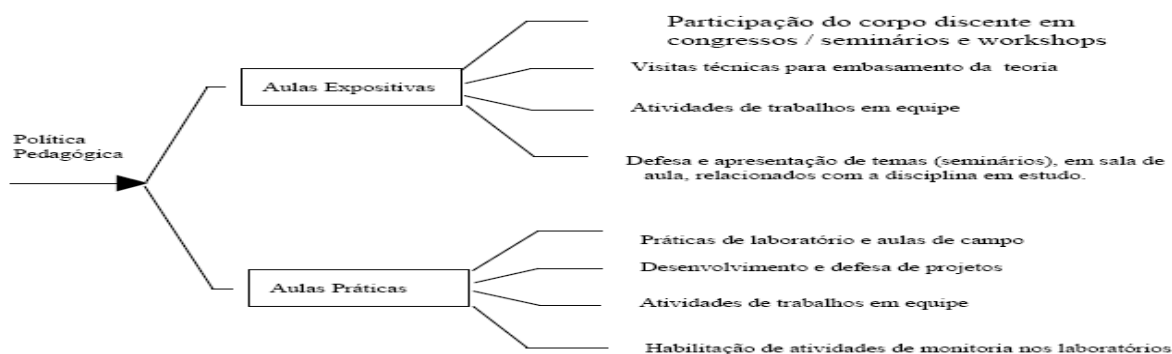 Política
Pedagógica
Aulas Expositivas
Participação do corpo discente em
congressos / seminários e workshops
Visitas técnicas para embasamento da teoria
Atividades de trabalhos em equipe
Defesa e apresentação de temas (seminários), em sala de
aula, relacionados com a disciplina em estudo.
Aulas Práticas
Práticas de laboratório e aulas de campo
Desenvolvimento e defesa de projetos
Atividades de trabalhos em equipe
Habilitação de atividades de monitoria nos laboratórios